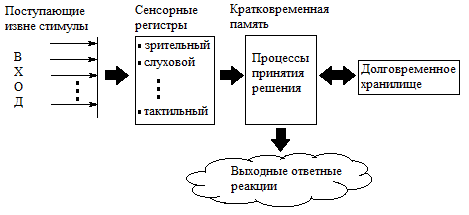 Поступающие
извне стимулы
В
Х
О
Д
Сенсорные
регистры
зрительный
слуховой
тактильный
Кратковременная
память
Процессы
принятия
решения
Долговременное
хранилище
Выходные ответные
реакции